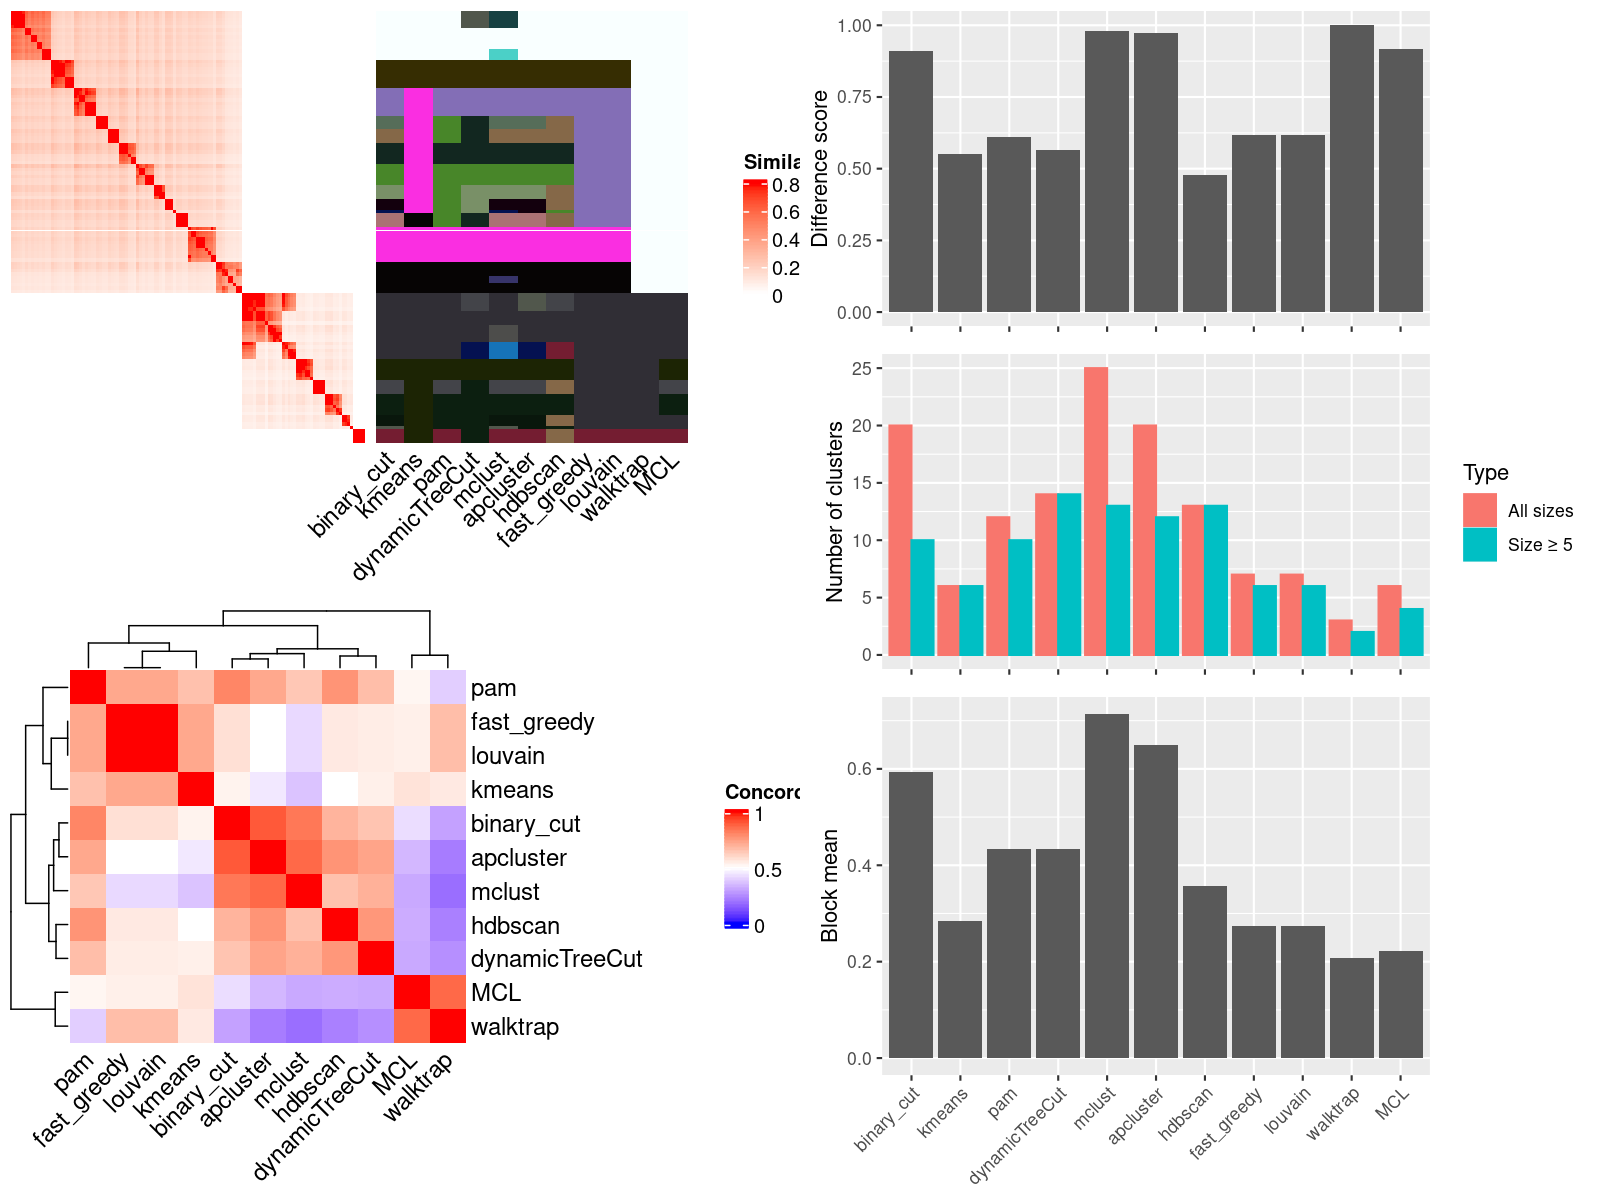 Simila
0.8
0.6
0.4
0.2
0
binary_cut
kmeans
pam
dynamicTreeCut
mclust
apcluster
hdbscan
fast_greedy
louvain
walktrap
MCL
pam
fast_greedy
louvain
kmeans
binary_cut
apcluster
mclust
hdbscan
dynamicTreeCut
MCL
walktrap
pam
fast_greedy
louvain
kmeans
binary_cut
apcluster
mclust
hdbscan
dynamicTreeCut
MCL
walktrap
Concord
1
0.5
0
Difference score
1.00
0.75
0.50
0.25
0.00
Number of clusters
25
20
15
10
5
0
Type
All sizes
Size ≥ 5
Block mean
0.6
0.4
0.2
0.0
binary_cut
kmeans
pam
dynamicTreeCut
mclust
apcluster
hdbscan
fast_greedy
louvain
walktrap
MCL